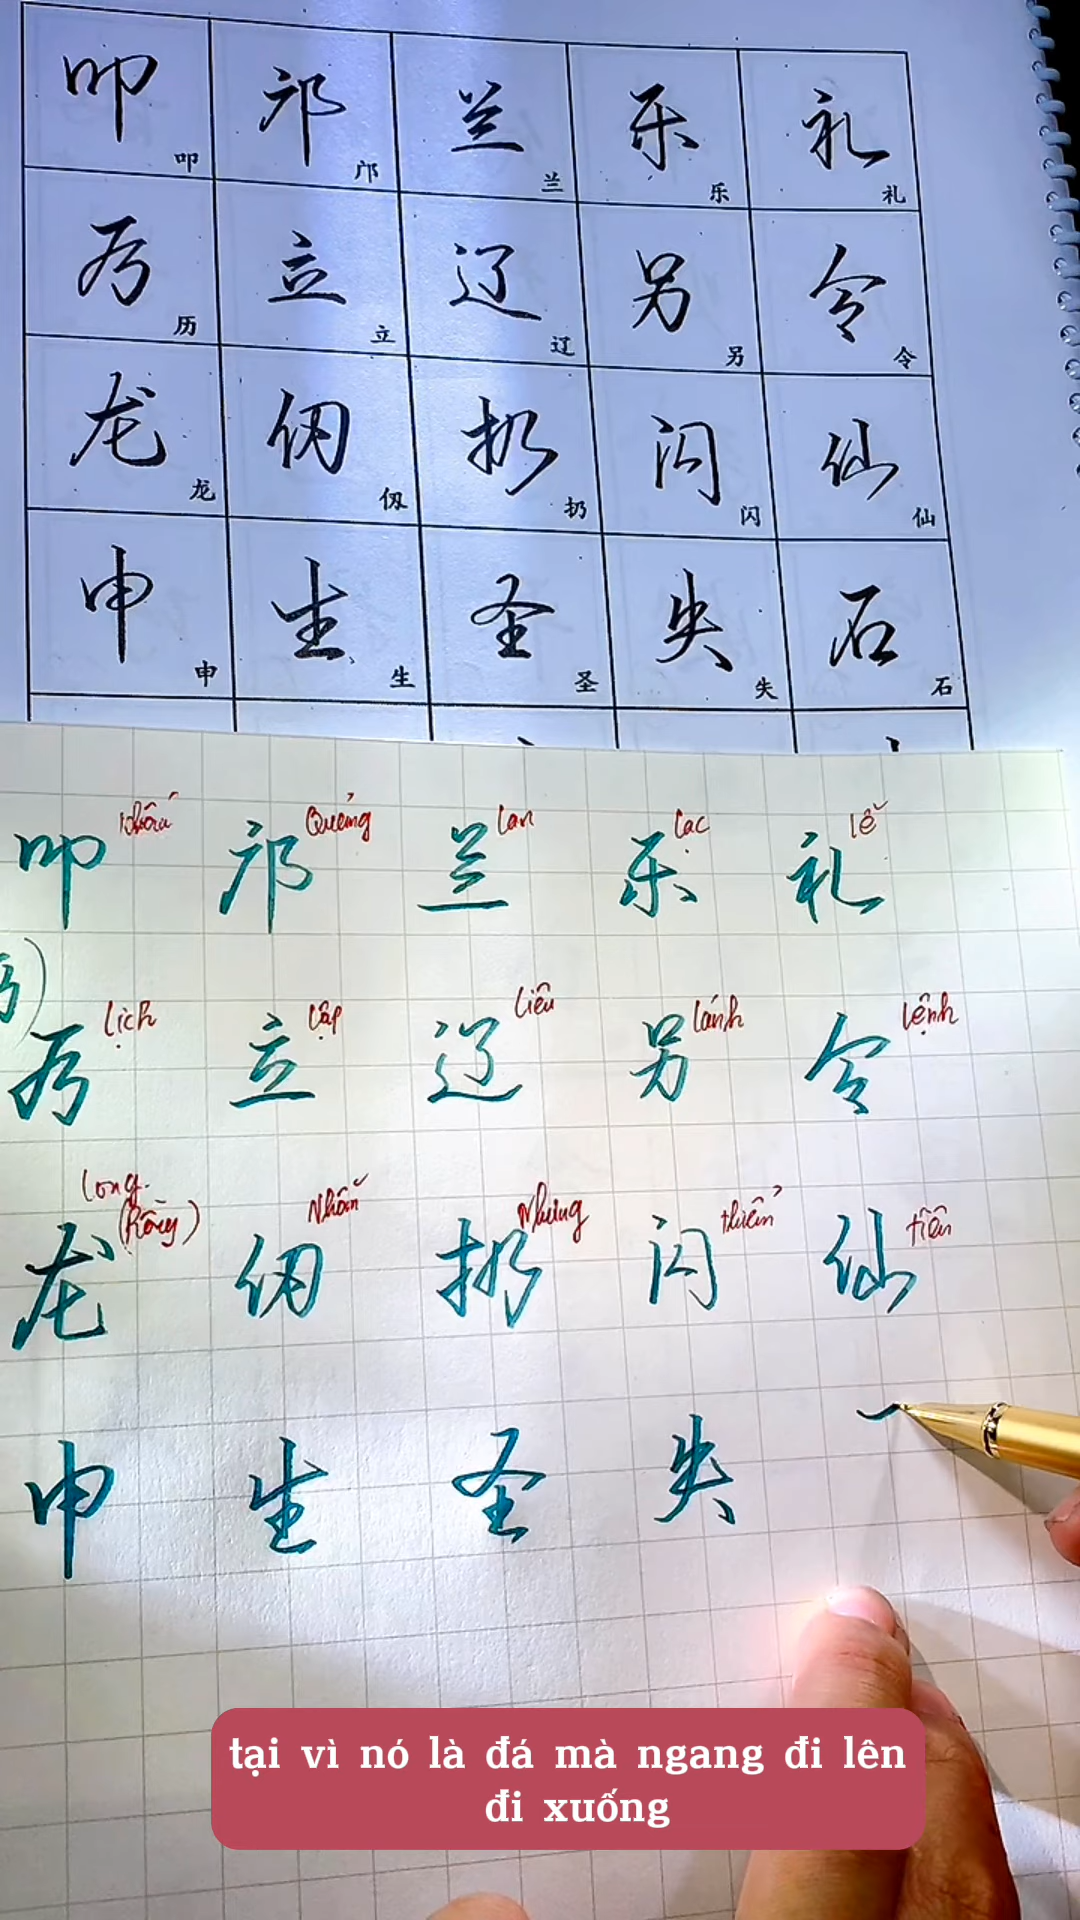 叩 邝 兰 乐 礼
叩 邝 兰 乐 礼
历 立 辽 另 令
历 立 辽 另 令
龙 仞 扔 闪 仙
龙 仞 扔 闪 仙
申 生 圣 失 石
申 生 圣 失 石
khấu Quảng lan lạc lễ
叩 邝 兰 乐 礼
lịch lập liêu lánh lệnh
历 立 辽 另 令
long
(Rồng) Nhẫn Nhưng thiểm tiên
龙 仞 扔 闪 仙
申 生 圣 失
tại vì nó là đá mà ngang đi lên
đi xuống